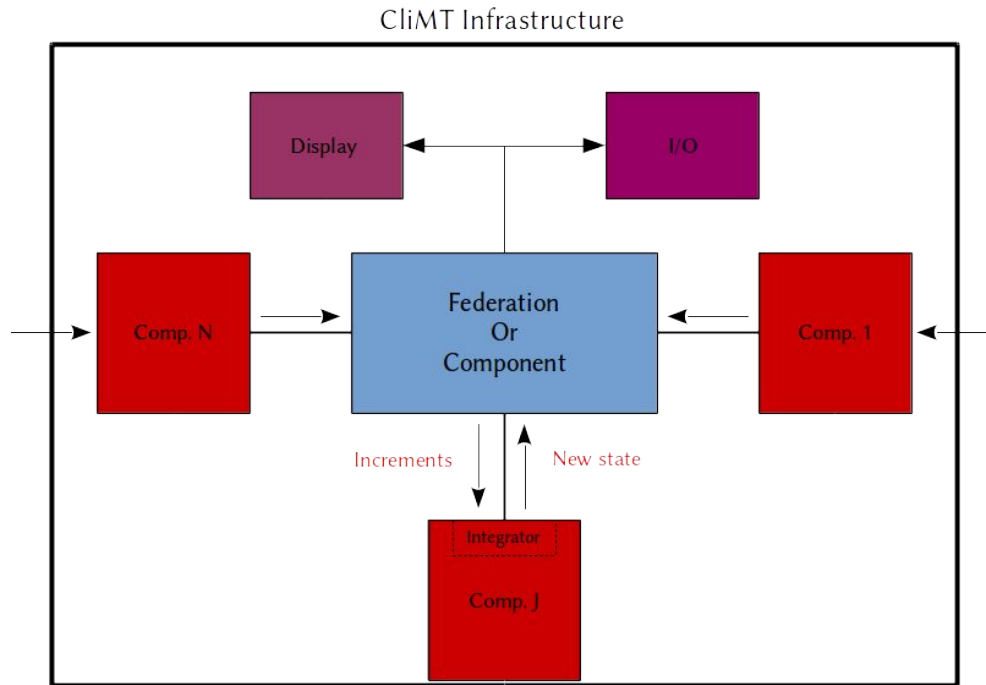 CliMT Infrastructure
Display
I/O
Comp. N
Federation
Or
Component
Comp. 1
Increments
New state
Integrator
Comp. J